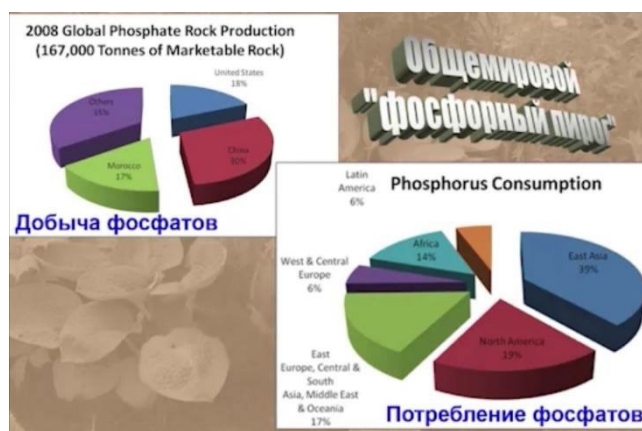 2008 Global Phosphate Rock Production
(167,000 Tonnes of Marketable Rock)
United States
18%
China
30%
Morocco
17%
Others
35%
Добыча фосфатов
Общемировой
"фосфорный пирог"
Phosphorus Consumption
Latin
America
6%
Africa
14%
East Asia
39%
West & Central
Europe
6%
North America
19%
East
Europe, Central &
South
Asia, Middle East
& Oceania
17%
Потребление фосфатов